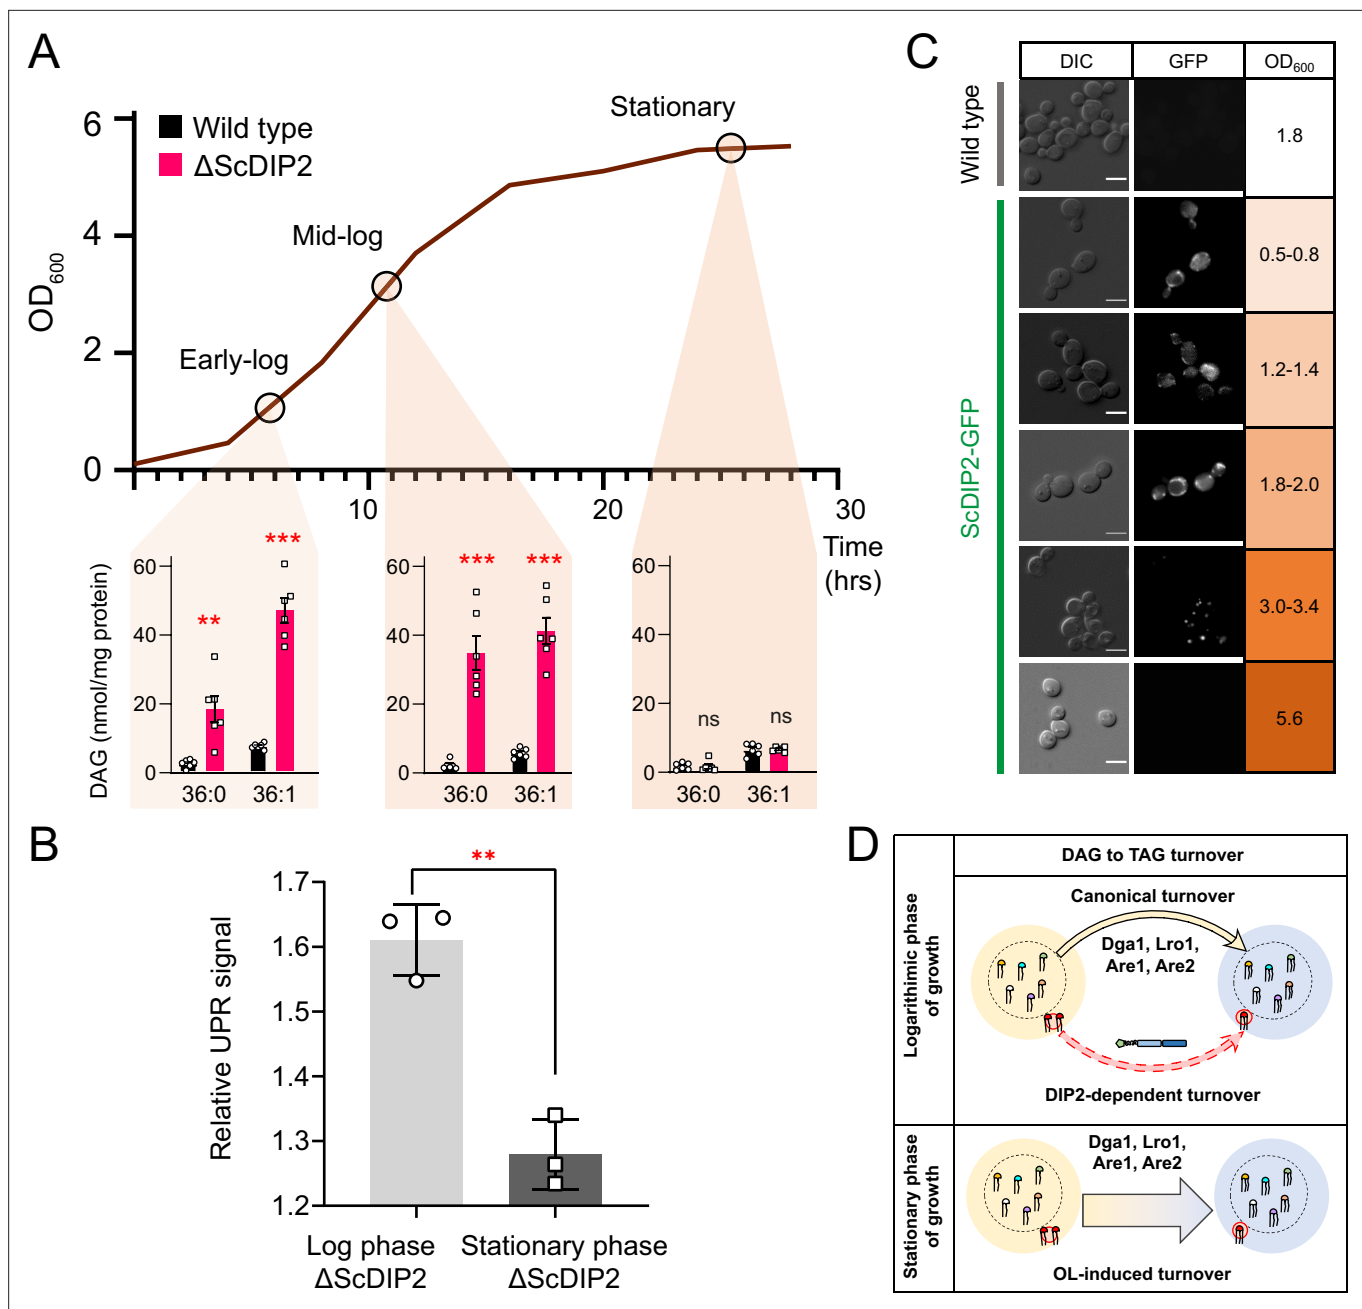 A
Wild type
ΔScDIP2
Early-log
Mid-log
Stationary
OD600
6
4
2
0
10
20
30
Time
(hrs)
DAG (nmol/mg protein)
60
40
20
0
**
***
36:0
36:1
60
40
20
0
***
***
36:0
36:1
60
40
20
0
ns
ns
36:0
36:1
B
Relative UPR signal
1.7
1.6
1.5
1.4
1.3
1.2
**
Log phase
ΔScDIP2
Stationary phase
ΔScDIP2
C
DIC
GFP
OD600
Wild type
1.8
ScDIP2-GFP
0.5-0.8
1.2-1.4
1.8-2.0
3.0-3.4
5.6
D
DAG to TAG turnover
Logarithimic phase
of growth
Canonical turnover
Dga1, Lro1,
Are1, Are2
DIP2-dependent turnover
Stationary phase
of growth
Dga1, Lro1,
Are1, Are2
OL-induced turnover